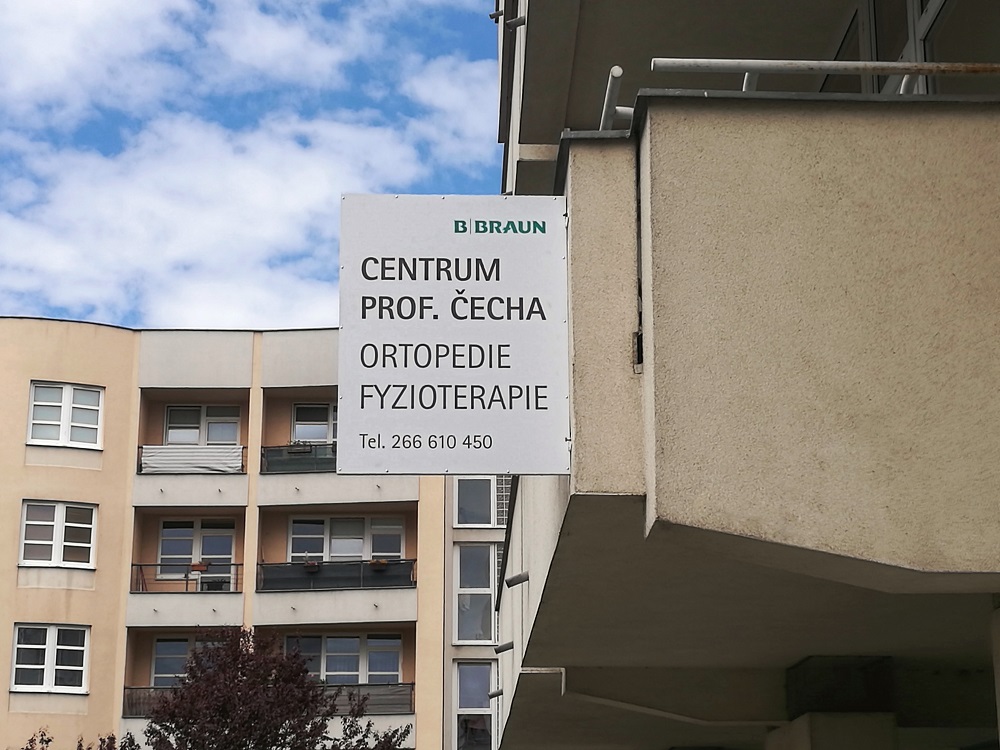 B|BRAUN
CENTRUM
PROF. ČECHA
ORTOPEDIE
FYZIOTERAPIE
Tel. 266 610 450